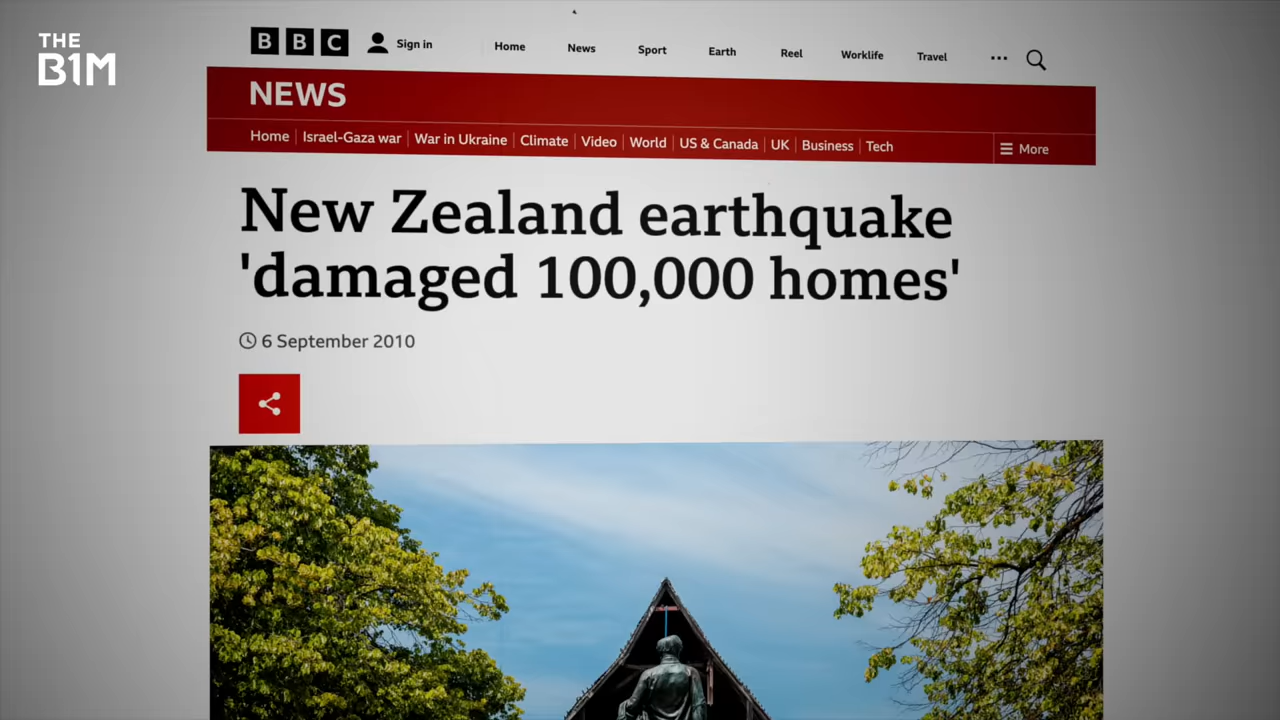 THE
B1M
BBC
Sign in
Home
News
Sport
Earth
Reel
Worklife
Travel
NEWS
Home
Israel-Gaza war
War in Ukraine
Climate
Video
World
US & Canada
UK
Business
Tech
More
New Zealand earthquake
'damaged 100,000 homes'
6 September 2010